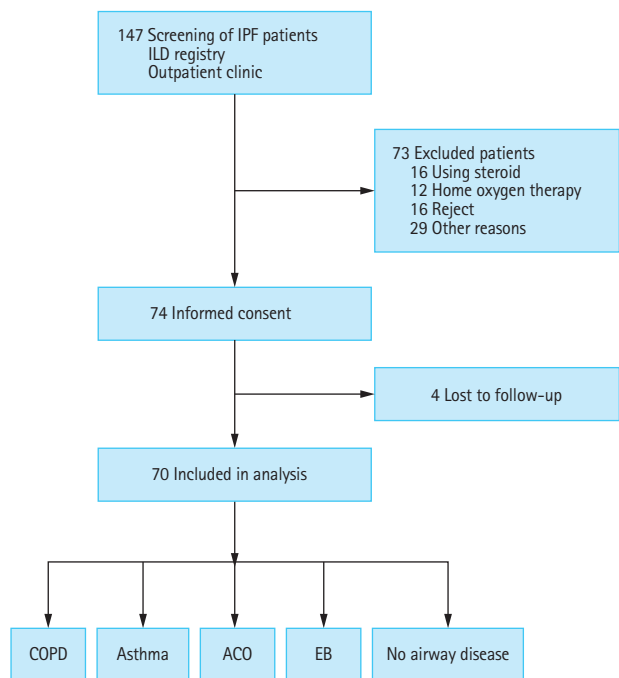 147 Screening of IPF patients
ILD registry
Outpatient clinic
73 Excluded patients
16 Using steroid
12 Home oxygen therapy
16 Reject
29 Other reasons
74 Informed consent
4 Lost to follow-up
70 Included in analysis
COPD
Asthma
ACO
EB
No airway disease